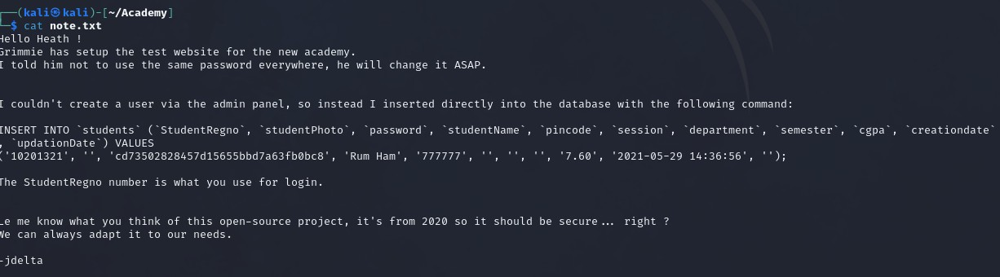 ┌──(kali㉿kali)-[~/Academy]
└─$ cat note.txt
Hello Heath !
Grimmie has setup the test website for the new academy.
I told him not to use the same password everywhere, he will change it ASAP.
I couldn't create a user via the admin panel, so instead I inserted directly into the database with the following command:
INSERT INTO `students` (`StudentRegno`, `studentPhoto`, `password`, `studentName`, `pincode`, `session`, `department`, `semester`, `cgpa`, `creationdate`
, `updationDate`) VALUES
('10201321', '', 'cd73502828457d15655bbd7a63fb0bc8', 'Rum Ham', '777777', '', '', '', '7.60', '2021-05-29 14:36:56', '');
The StudentRegno number is what you use for login.
Le me know what you think of this open-source project, it's from 2020 so it should be secure... right ?
We can always adapt it to our needs.
-jdelta